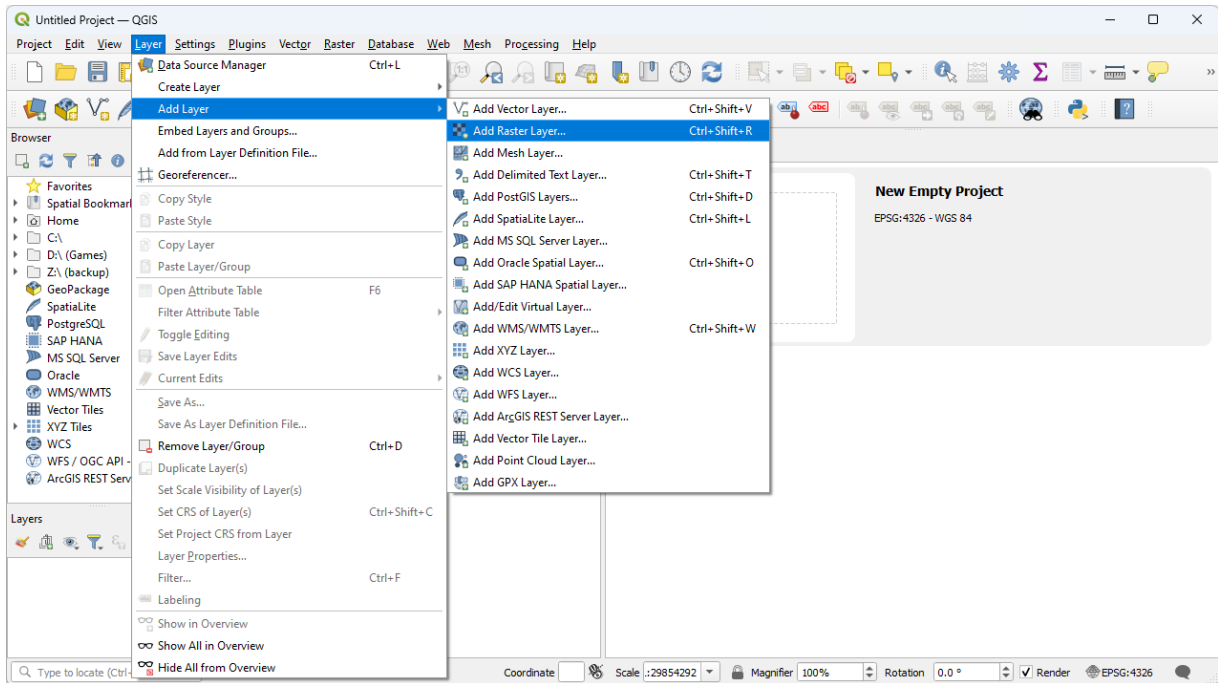 Untitled Project — QGIS
Project Edit View Layer Settings Plugins Vector Raster Database Web Mesh Processing Help
Data Source Manager Ctrl+L
Create Layer
Add Layer
Embed Layers and Groups...
Add from Layer Definition File...
Georeferencer...
Copy Style
Paste Style
Copy Layer
Paste Layer/Group
Open Attribute Table F6
Filter Attribute Table
Toggle Editing
Save Layer Edits
Current Edits
Save As...
Save As Layer Definition File...
Remove Layer/Group Ctrl+D
Duplicate Layer(s)
Set Scale Visibility of Layer(s)
Set CRS of Layer(s) Ctrl+Shift+C
Set Project CRS from Layer
Layer Properties...
Filter... Ctrl+F
Labeling
Show in Overview
Show All in Overview
Hide All from Overview
Add Vector Layer... Ctrl+Shift+V
Add Raster Layer... Ctrl+Shift+R
Add Mesh Layer...
Add Delimited Text Layer... Ctrl+Shift+T
Add PostGIS Layers... Ctrl+Shift+D
Add SpatiaLite Layer... Ctrl+Shift+L
Add MS SQL Server Layer...
Add Oracle Spatial Layer... Ctrl+Shift+O
Add SAP HANA Spatial Layer...
Add/Edit Virtual Layer...
Add WMS/WMTS Layer... Ctrl+Shift+W
Add XYZ Layer...
Add WCS Layer...
Add WFS Layer...
Add ArcGIS REST Server Layer...
Add Vector Tile Layer...
Add Point Cloud Layer...
Add GPX Layer...
Browser
Favorites
Spatial Bookmar
Home
C:\
D:\ (Games)
Z:\ (backup)
GeoPackage
SpatiaLite
PostgreSQL
SAP HANA
MS SQL Server
Oracle
WMS/WMTS
Vector Tiles
XYZ Tiles
WCS
WFS / OGC API -
ArcGIS REST Serv
Layers
New Empty Project
EPSG:4326 - WGS 84
Type to locate (Ctrl+
Coordinate Scale .:29854292 Magnifier 100% Rotation 0.0 ° Render EPSG:4326